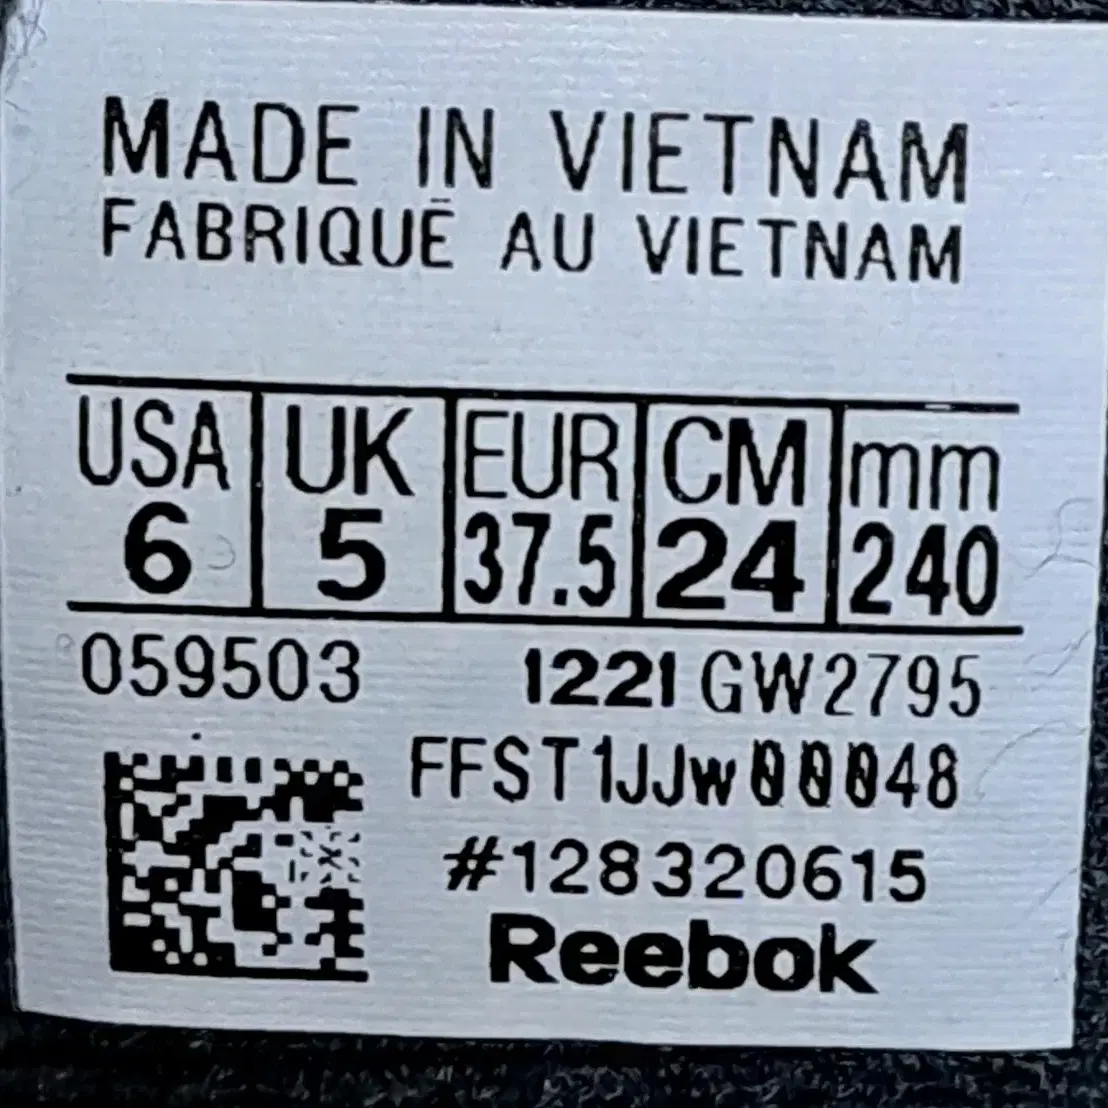 MADE IN VIETNAM
FABRIQUÉ AU VIETNAM
USA UK EUR CM mm
6 5 37.5 24 240
059503 1221 GW2795
FFST1JJW00048
#128320615
Reebok